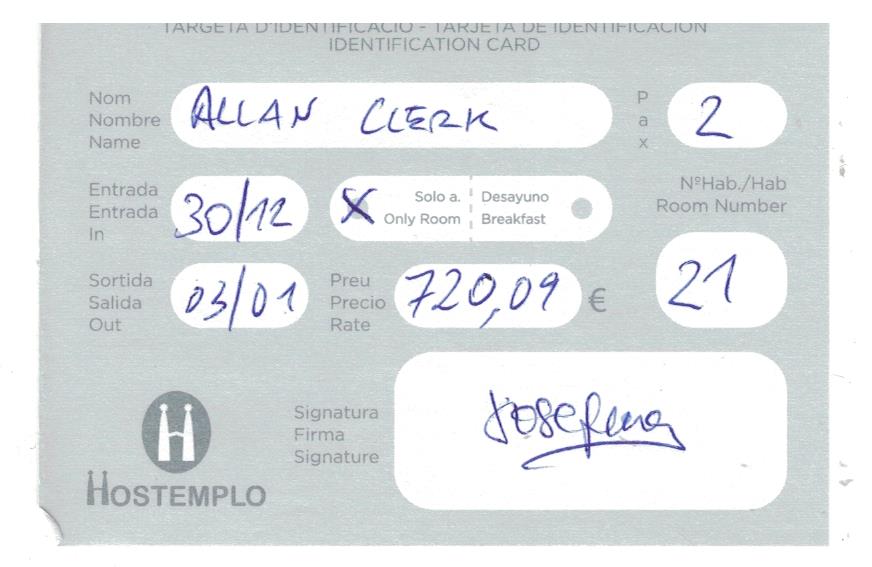 TARGETA D'IDENTIFICACIÓ - TARJETA DE IDENTIFICACIÓN
IDENTIFICATION CARD
Nom
Nombre
Name
ALLAN CLERK
P
a
x
2
Entrada
Entrada
In
30/12
X
Solo a.
Only Room
Desayuno
Breakfast
NºHab./Hab
Room Number
21
Sortida
Salida
Out
03/01
Preu
Precio
Rate
720,09 €
Signatura
Firma
Signature
Josefina
HOSTEMPLO